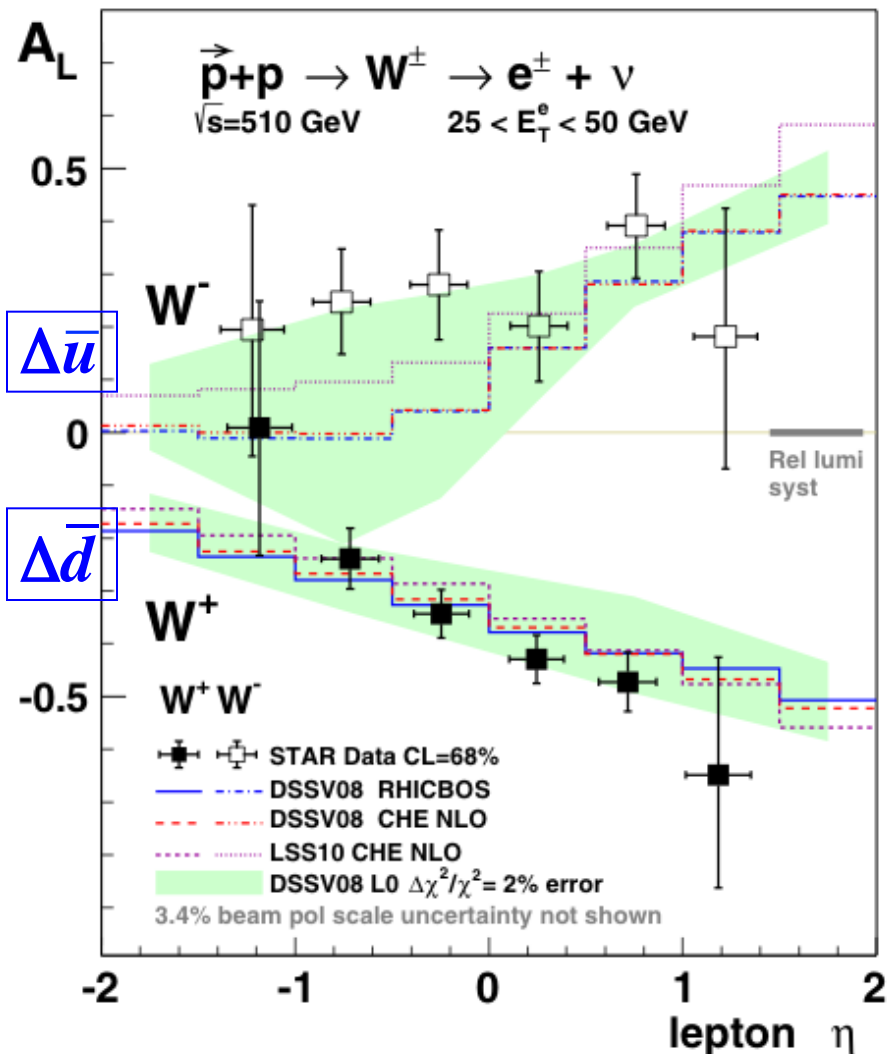 A_L
p⃗+p → W^± → e^± + ν
√s=510 GeV 25 < E_T^e < 50 GeV
0.5
W⁻
Δū
0
Rel lumi
syst
Δd̄
W⁺
-0.5
W⁺ W⁻
STAR Data CL=68%
DSSV08 RHICBOS
DSSV08 CHE NLO
LSS10 CHE NLO
DSSV08 L0 Δχ²/χ²= 2% error
3.4% beam pol scale uncertainty not shown
-2 -1 0 1 2
lepton η